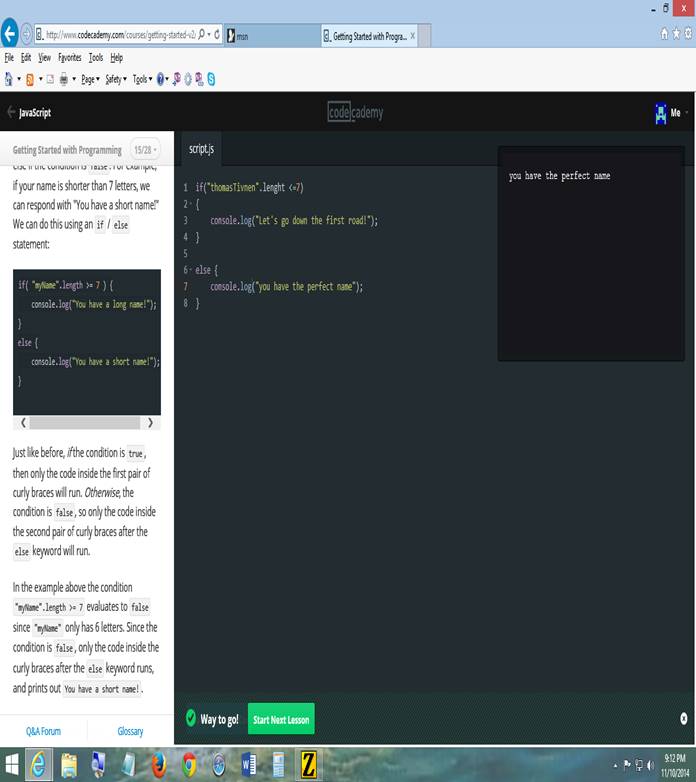 http://www.codecademy.com/courses/getting-started-v2/
msn
Getting Started with Progra...
File Edit View Favorites Tools Help
Page Safety Tools
JavaScript
codecademy
Me
Getting Started with Programming 15/28
else if the condition is false. For example,
if your name is shorter than 7 letters, we
can respond with "You have a short name!"
We can do this using an if / else
statement:
if( "myName".length >= 7 ) {
console.log("You have a long name!");
}
else {
console.log("You have a short name!");
}
Just like before, if the condition is true,
then only the code inside the first pair of
curly braces will run. Otherwise, the
condition is false, so only the code inside
the second pair of curly braces after the
else keyword will run.
In the example above the condition
"myName".length >= 7 evaluates to false
since "myName" only has 6 letters. Since the
condition is false, only the code inside the
curly braces after the else keyword runs,
and prints out You have a short name!.
Q&A Forum Glossary
script.js
1 if("thomasTivnen".lenght <=7)
2 {
3 console.log("Let's go down the first road!");
4 }
5
6 else {
7 console.log("you have the perfect name");
8 }
you have the perfect name
Way to go! Start Next Lesson
9:12 PM
11/10/2014